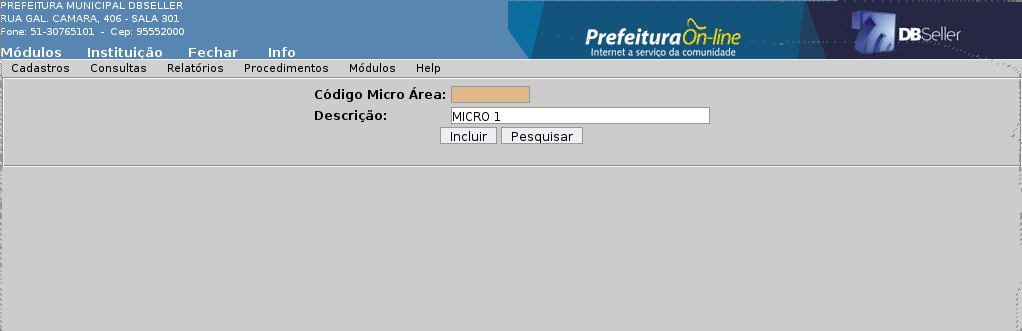 PREFEITURA MUNICIPAL DBSELLER
RUA GAL. CAMARA, 406 - SALA 301
Fone: 51-30765101 - Cep: 95552000
Prefeitura On-line
Internet a serviço da comunidade
DBSeller
Módulos Instituição Fechar Info
Cadastros Consultas Relatórios Procedimentos Módulos Help
Código Micro Área:
Descrição: MICRO 1
Incluir Pesquisar